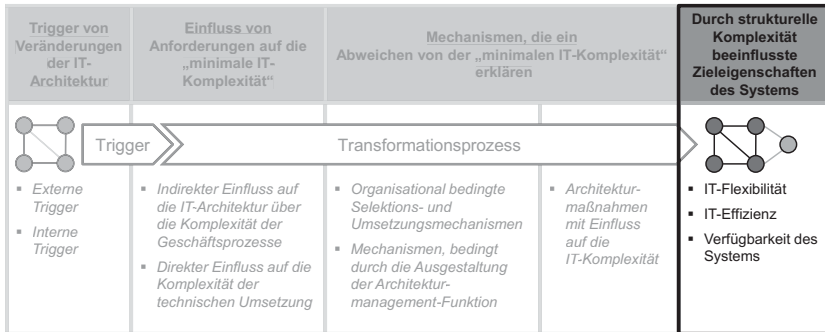 Trigger von
Veränderungen
der IT-
Architektur
Einfluss von
Anforderungen auf die
„minimale IT-
Komplexität“
Mechanismen, die ein
Abweichen von der „minimalen IT-Komplexität“
erklären
Durch strukturelle
Komplexität
beeinflusste
Zieleigenschaften
des Systems
Trigger
Transformationsprozess
▪ Externe
Trigger
▪ Interne
Trigger
▪ Indirekter Einfluss auf
die IT-Architektur über
die Komplexität der
Geschäftsprozesse
▪ Direkter Einfluss auf die
Komplexität der
technischen Umsetzung
▪ Organisational bedingte
Selektions- und
Umsetzungsmechanismen
▪ Mechanismen, bedingt
durch die Ausgestaltung
der Architektur-
management-Funktion
▪ Architektur-
maßnahmen
mit Einfluss
auf die
IT-Komplexität
▪ IT-Flexibilität
▪ IT-Effizienz
▪ Verfügbarkeit des
Systems